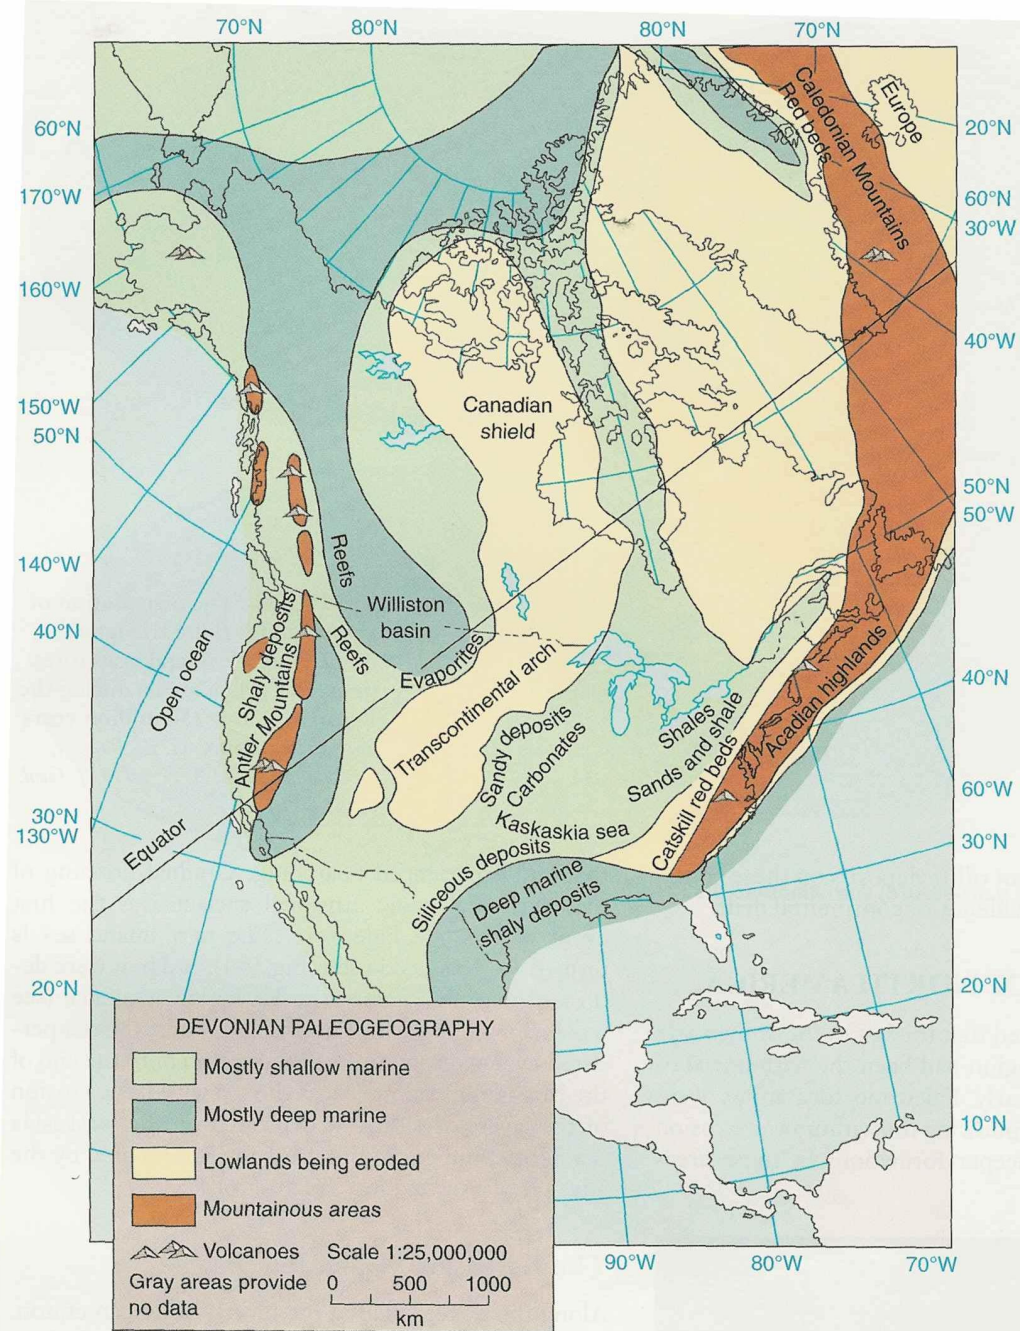 70°N 80°N 80°N 70°N
60°N
170°W
160°W
150°W
50°N
140°W
40°N
30°N
130°W
20°N
20°N
60°N
30°W
40°W
50°N
50°W
40°N
60°W
30°N
20°N
10°N
90°W 80°W 70°W
Caledonian Mountains
Red beds
Europe
Canadian
shield
Reefs
Williston
basin
Reefs
Evaporites
Open ocean
Shaly deposits
Antler Mountains
Transcontinental arch
Sandy deposits
Carbonates
Shales
Sands and shale
Catskill red beds
Acadian highlands
Kaskaskia sea
Siliceous deposits
Deep marine
shaly deposits
Equator
DEVONIAN PALEOGEOGRAPHY
Mostly shallow marine
Mostly deep marine
Lowlands being eroded
Mountainous areas
Volcanoes Scale 1:25,000,000
Gray areas provide
no data
0 500 1000
km